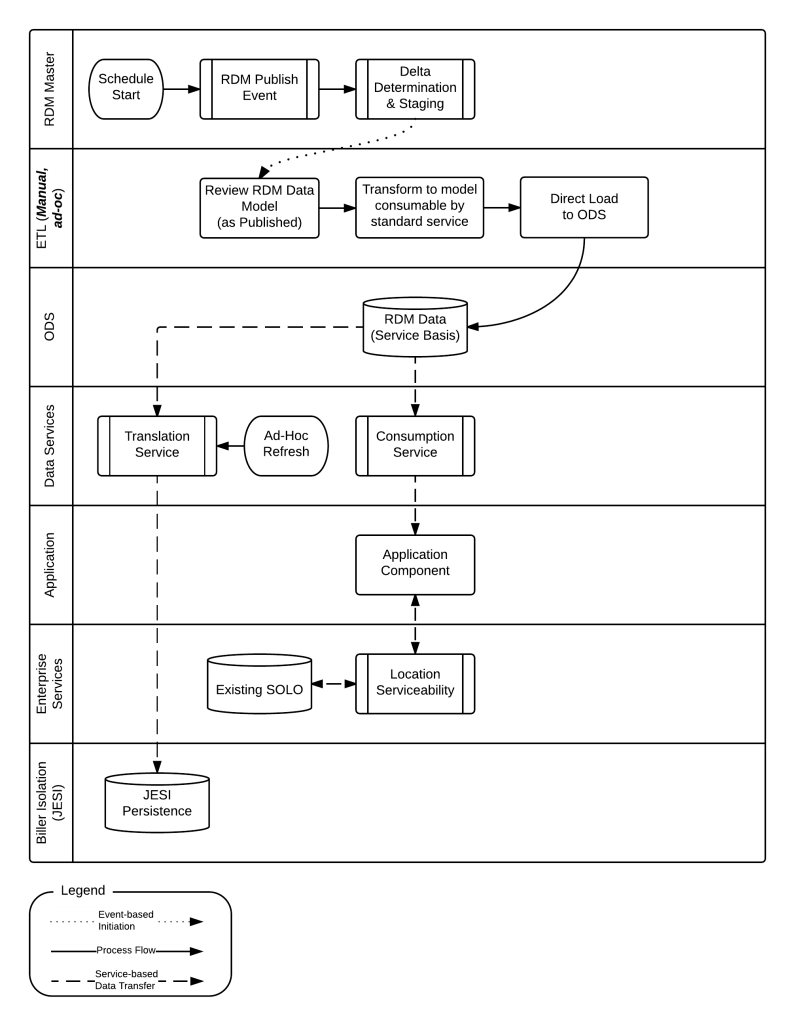 RDM Master
Schedule
Start
RDM Publish
Event
Delta
Determination
& Staging
ETL (Manual,
ad-oc)
Review RDM Data
Model
(as Published)
Transform to model
consumable by
standard service
Direct Load
to ODS
ODS
RDM Data
(Service Basis)
Data Services
Translation
Service
Ad-Hoc
Refresh
Consumption
Service
Application
Application
Component
Enterprise
Services
Existing SOLO
Location
Serviceability
Biller Isolation
(JESI)
JESI
Persistence
Legend
Event-based
Initiation
Process Flow
Service-based
Data Transfer